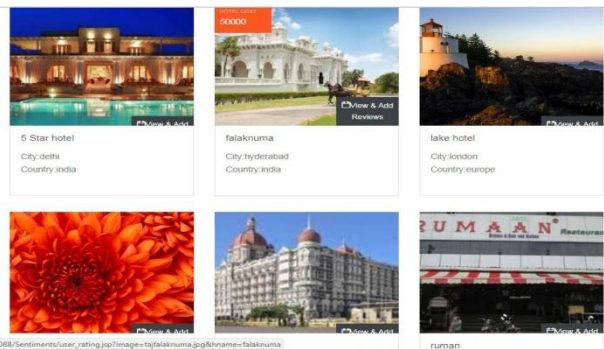 View & Add
5 Star hotel
City:delhi
Country:india
HOTEL COST
50000
View & Add
Reviews
falaknuma
City:hyderabad
Country:india
View & Add
lake hotel
City:london
Country:europe
View & Add
RUMAAN
Restaurant
View & Add
ruman
088/Sentiments/user_rating.jsp?image=tajfalaknuma.jpg&hname=falaknuma